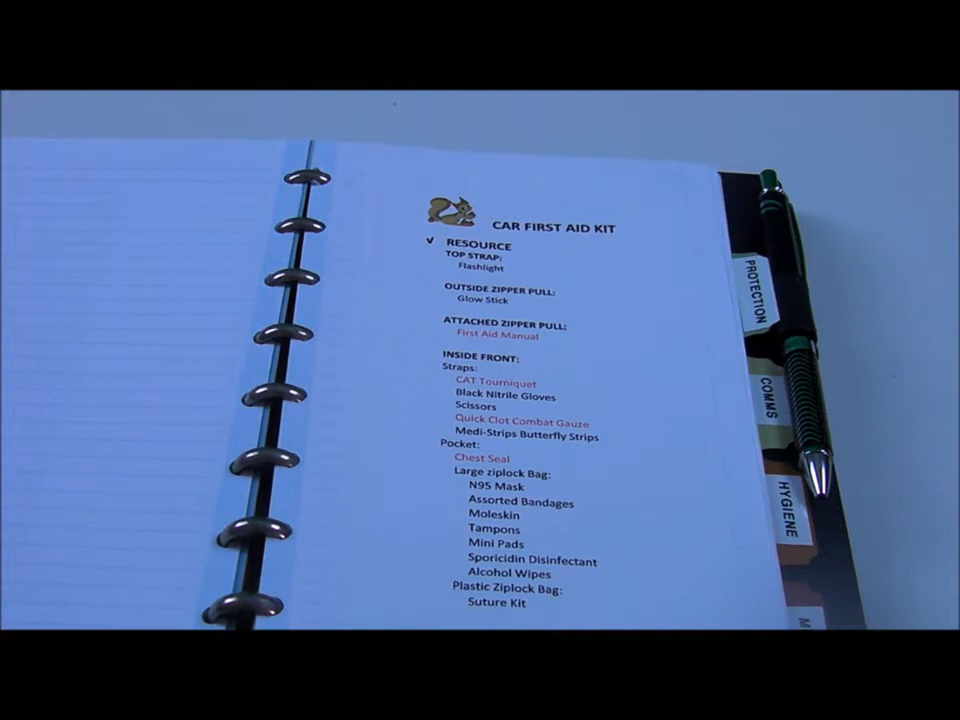 CAR FIRST AID KIT
√ RESOURCE
TOP STRAP:
Flashlight
OUTSIDE ZIPPER PULL:
Glow Stick
ATTACHED ZIPPER PULL:
First Aid Manual
INSIDE FRONT:
Straps:
CAT Tourniquet
Black Nitrile Gloves
Scissors
Quick Clot Combat Gauze
Medi-Strips Butterfly Strips
Pocket:
Chest Seal
Large ziplock Bag:
N95 Mask
Assorted Bandages
Moleskin
Tampons
Mini Pads
Sporicidin Disinfectant
Alcohol Wipes
Plastic Ziplock Bag:
Suture Kit
PROTECTION
COMMS
HYGIENE